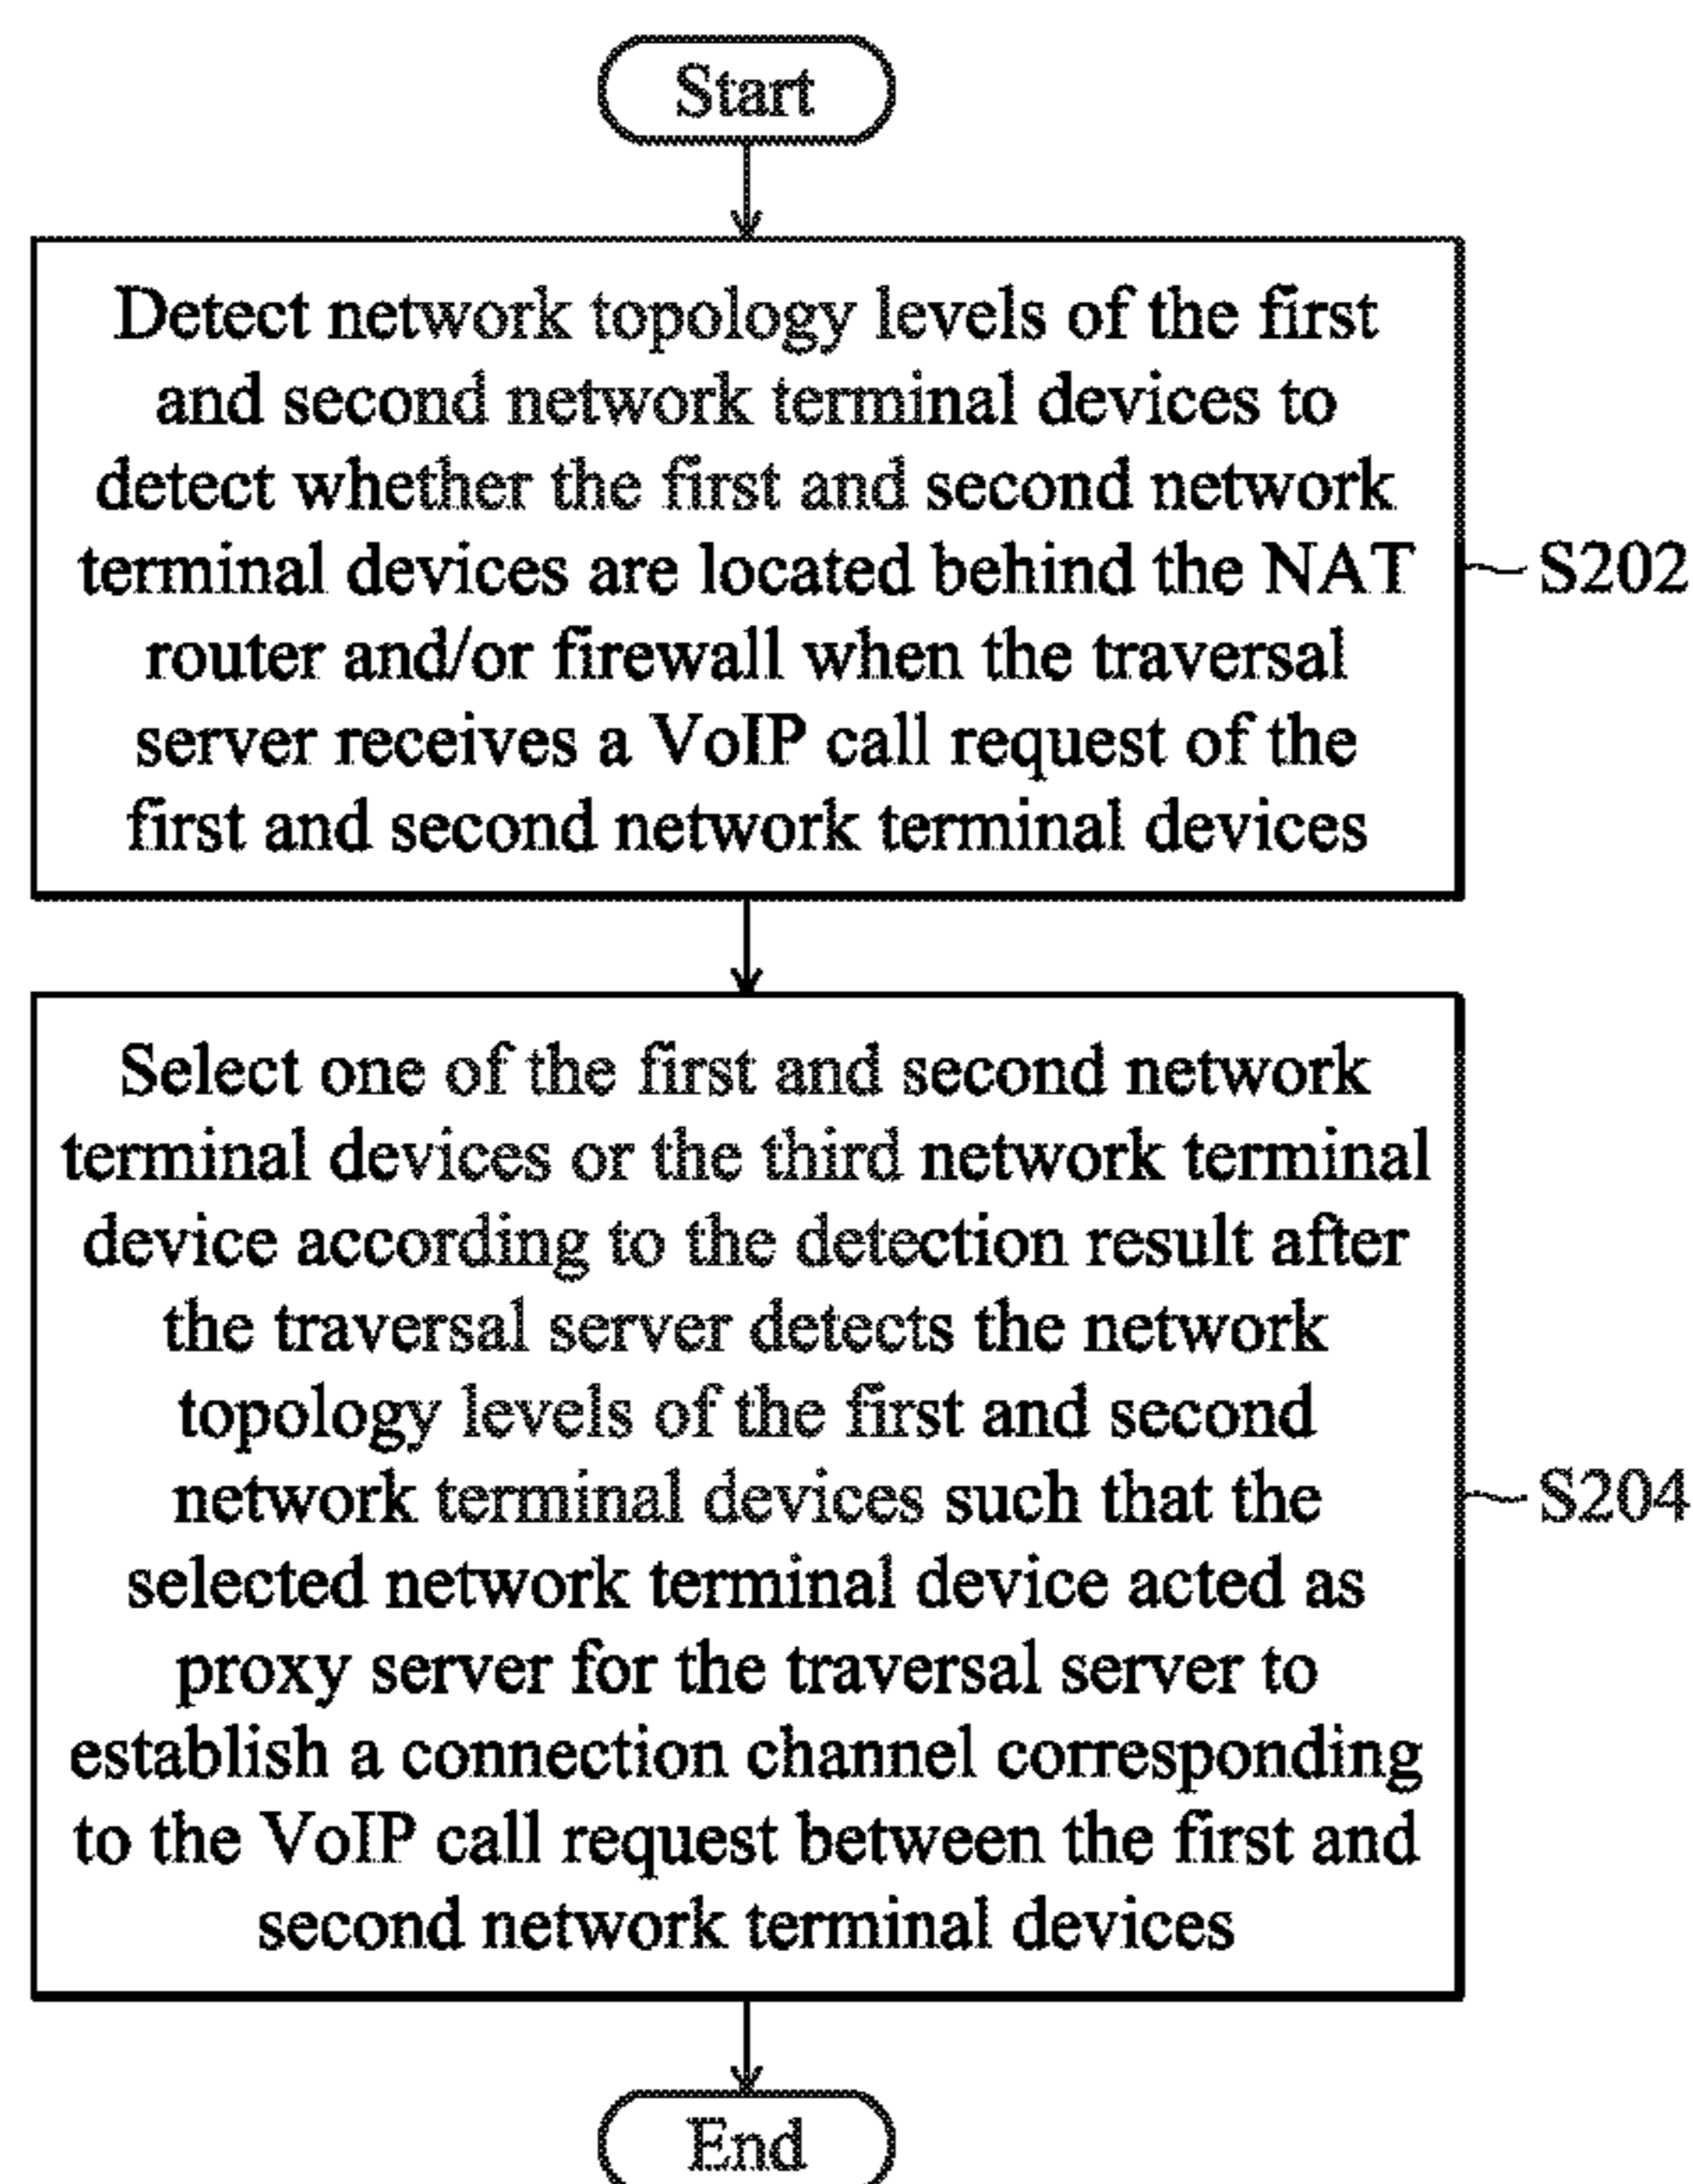 Start
Detect network topology levels of the first
and second network terminal devices to
detect whether the first and second network
terminal devices are located behind the NAT
router and/or firewall when the traversal
server receives a VoIP call request of the
first and second network terminal devices
S202
Select one of the first and second network
terminal devices or the third network terminal
device according to the detection result after
the traversal server detects the network
topology levels of the first and second
network terminal devices such that the
selected network terminal device acted as
proxy server for the traversal server to
establish a connection channel corresponding
to the VoIP call request between the first and
second network terminal devices
S204
End